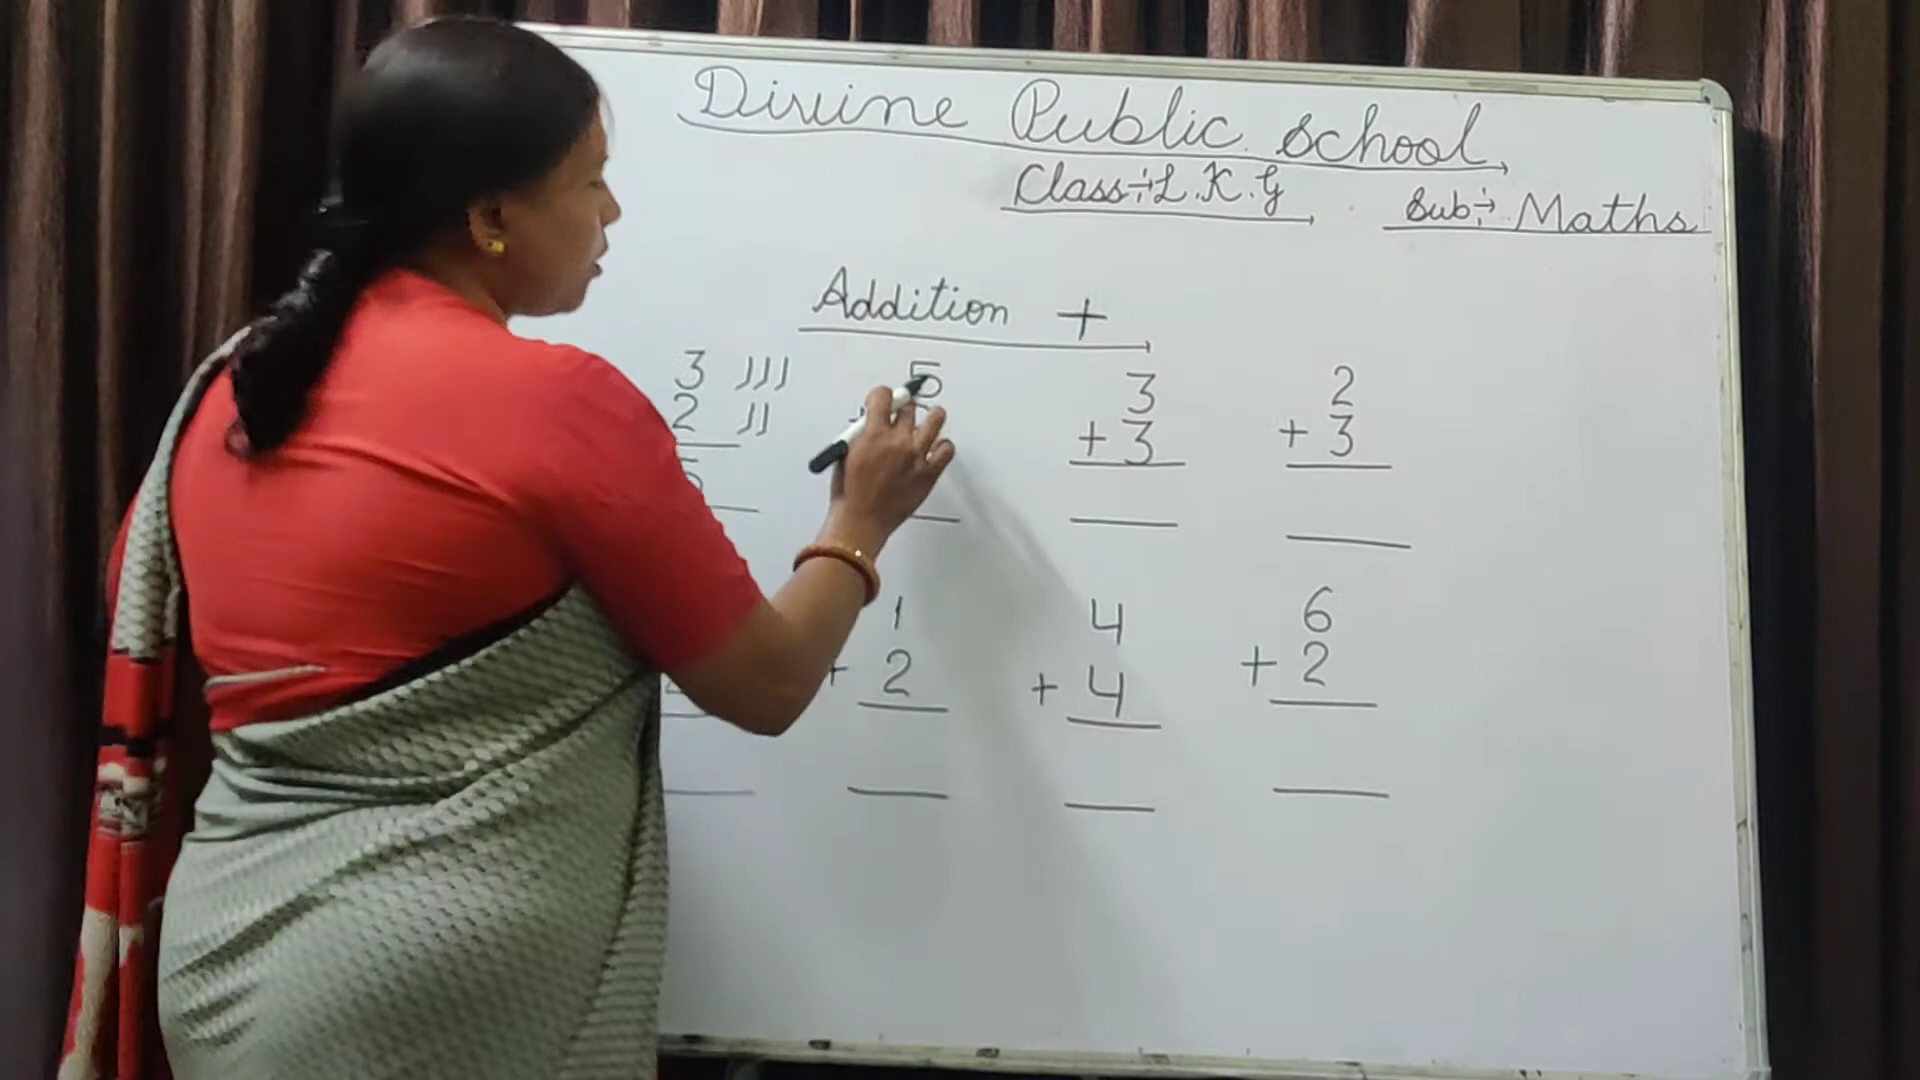 Divine Public School
Class:- L.K.G Sub:- Maths
Addition +
3 5 3 2
2 + 3 + 3
5
1 4 6
+ 2 + 4 + 2